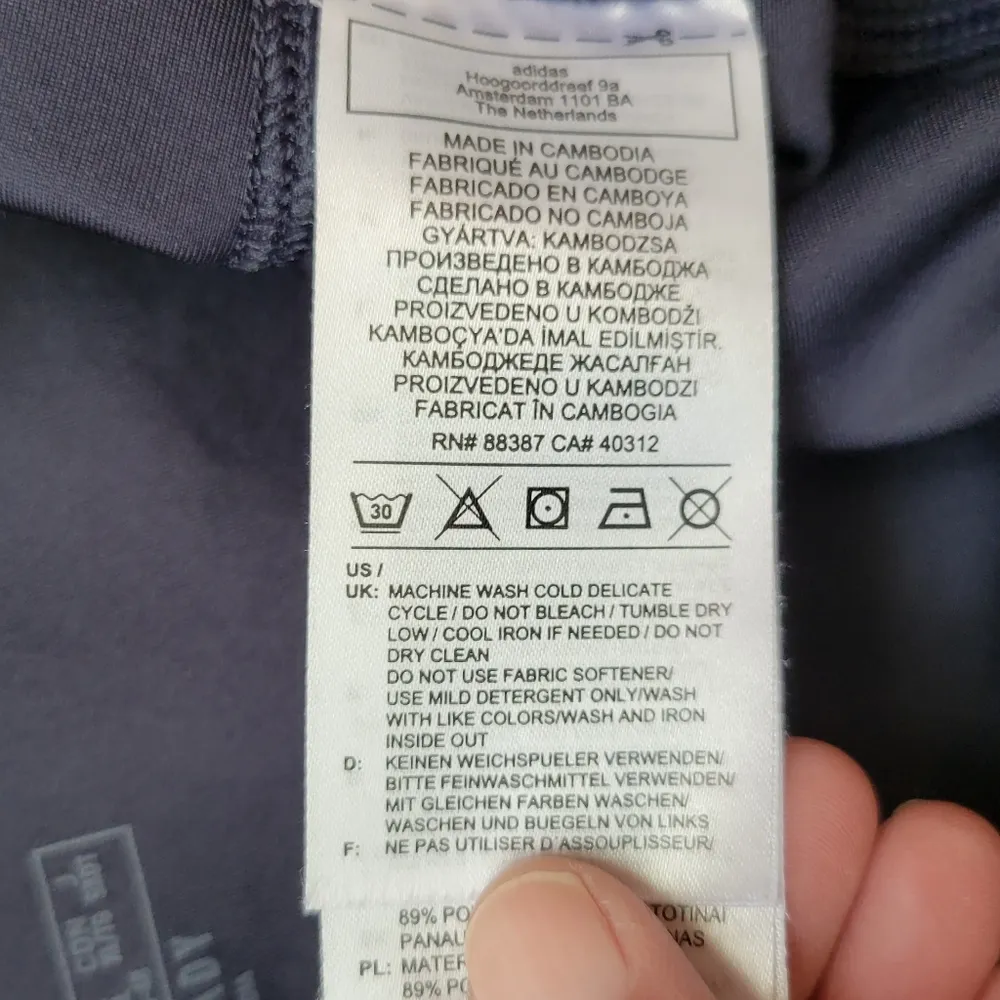 adidas
Hoogoorddreef 9a
Amsterdam 1101 BA
The Netherlands
MADE IN CAMBODIA
FABRIQUÉ AU CAMBODGE
FABRICADO EN CAMBOYA
FABRICADO NO CAMBOJA
GYÁRTVA: KAMBODZSA
ПРОИЗВЕДЕНО В КАМБОДЖА
СДЕЛАНО В КАМБОДЖЕ
PROIZVEDENO U KOMBODŽI
KAMBOÇYA'DA İMAL EDİLMİŞTİR.
КАМБОДЖЕДЕ ЖАСАЛҒАН
PROIZVEDENO U KAMBODZI
FABRICAT ÎN CAMBOGIA
RN# 88387 CA# 40312
30
US /
UK: MACHINE WASH COLD DELICATE
CYCLE / DO NOT BLEACH / TUMBLE DRY
LOW / COOL IRON IF NEEDED / DO NOT
DRY CLEAN
DO NOT USE FABRIC SOFTENER/
USE MILD DETERGENT ONLY/WASH
WITH LIKE COLORS/WASH AND IRON
INSIDE OUT
D: KEINEN WEICHSPUELER VERWENDEN/
BITTE FEINWASCHMITTEL VERWENDEN/
MIT GLEICHEN FARBEN WASCHEN/
WASCHEN UND BUEGELN VON LINKS
F: NE PAS UTILISER D'ASSOUPLISSEUR/
89% PO
PANAU
PL: MATER
89% PO